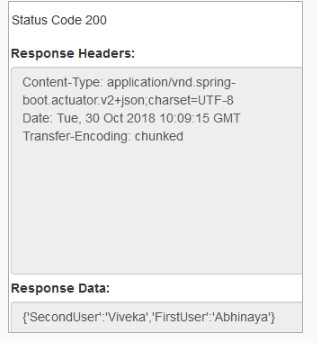 Status Code 200
Response Headers:
Content-Type: application/vnd.spring-
boot.actuator.v2+json;charset=UTF-8
Date: Tue, 30 Oct 2018 10:09:15 GMT
Transfer-Encoding: chunked
Response Data:
{'SecondUser':'Viveka','FirstUser':'Abhinaya'}